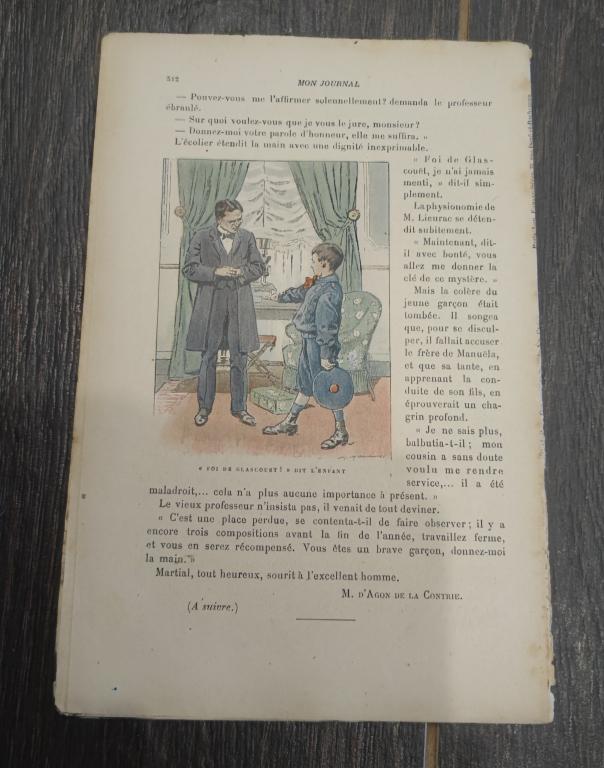 512
MON JOURNAL
— Pouvez-vous me l'affirmer solennellement? demanda le professeur
ébranlé.
— Sur quoi voulez-vous que je vous le jure, monsieur?
— Donnez-moi votre parole d'honneur, elle me suffira. »
L'écolier étendit la main avec une dignité inexprimable.
« Foi de Glas-
couët, je n'ai jamais
menti, » dit-il sim-
plement.
La physionomie de
M. Lieurac se déten-
dit subitement.
« Maintenant, dit-
il avec bonté, vous
allez me donner la
clé de ce mystère. »
Mais la colère du
jeune garçon était
tombée. Il songea
que, pour se discul-
per, il fallait accuser
le frère de Manuëla,
et que sa tante, en
apprenant la con-
duite de son fils, en
éprouverait un cha-
grin profond.
« Je ne sais plus,
balbutia-t-il; mon
cousin a sans doute
voulu me rendre
service,... il a été
« FOI DE GLASCOUET! » DIT L'ENFANT
maladroit,... cela n'a plus aucune importance à présent. »
Le vieux professeur n'insista pas, il venait de tout deviner.
« C'est une place perdue, se contenta-t-il de faire observer; il y a
encore trois compositions avant la fin de l'année, travaillez ferme,
et vous en serez récompensé. Vous êtes un brave garçon, donnez-moi
la main. »
Martial, tout heureux, sourit à l'excellent homme.
M. D'AGON DE LA CONTRIE.
(A suivre.)